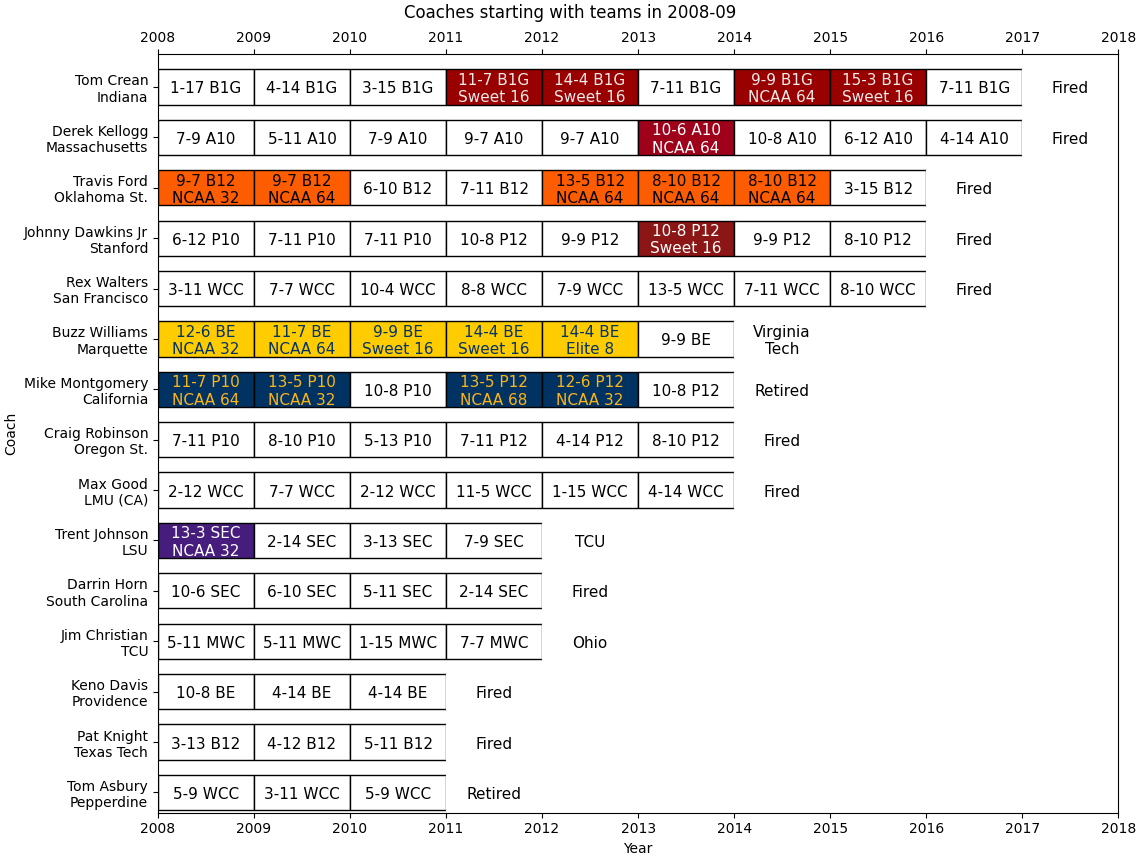 Coaches starting with teams in 2008-09
2008 2009 2010 2011 2012 2013 2014 2015 2016 2017 2018
Tom Crean
Indiana
1-17 B1G
4-14 B1G
3-15 B1G
11-7 B1G
Sweet 16
14-4 B1G
Sweet 16
7-11 B1G
9-9 B1G
NCAA 64
15-3 B1G
Sweet 16
7-11 B1G
Fired
Derek Kellogg
Massachusetts
7-9 A10
5-11 A10
7-9 A10
9-7 A10
9-7 A10
10-6 A10
NCAA 64
10-8 A10
6-12 A10
4-14 A10
Fired
Travis Ford
Oklahoma St.
9-7 B12
NCAA 32
9-7 B12
NCAA 64
6-10 B12
7-11 B12
13-5 B12
NCAA 64
8-10 B12
NCAA 64
8-10 B12
NCAA 64
3-15 B12
Fired
Johnny Dawkins Jr
Stanford
6-12 P10
7-11 P10
7-11 P10
10-8 P12
9-9 P12
10-8 P12
Sweet 16
9-9 P12
8-10 P12
Fired
Rex Walters
San Francisco
3-11 WCC
7-7 WCC
10-4 WCC
8-8 WCC
7-9 WCC
13-5 WCC
7-11 WCC
8-10 WCC
Fired
Buzz Williams
Marquette
12-6 BE
NCAA 32
11-7 BE
NCAA 64
9-9 BE
Sweet 16
14-4 BE
Sweet 16
14-4 BE
Elite 8
9-9 BE
Virginia
Tech
Mike Montgomery
California
11-7 P10
NCAA 64
13-5 P10
NCAA 32
10-8 P10
13-5 P12
NCAA 68
12-6 P12
NCAA 32
10-8 P12
Retired
Craig Robinson
Oregon St.
7-11 P10
8-10 P10
5-13 P10
7-11 P12
4-14 P12
8-10 P12
Fired
Max Good
LMU (CA)
2-12 WCC
7-7 WCC
2-12 WCC
11-5 WCC
1-15 WCC
4-14 WCC
Fired
Trent Johnson
LSU
13-3 SEC
NCAA 32
2-14 SEC
3-13 SEC
7-9 SEC
TCU
Darrin Horn
South Carolina
10-6 SEC
6-10 SEC
5-11 SEC
2-14 SEC
Fired
Jim Christian
TCU
5-11 MWC
5-11 MWC
1-15 MWC
7-7 MWC
Ohio
Keno Davis
Providence
10-8 BE
4-14 BE
4-14 BE
Fired
Pat Knight
Texas Tech
3-13 B12
4-12 B12
5-11 B12
Fired
Tom Asbury
Pepperdine
5-9 WCC
3-11 WCC
5-9 WCC
Retired
2008 2009 2010 2011 2012 2013 2014 2015 2016 2017 2018
Year
Coach